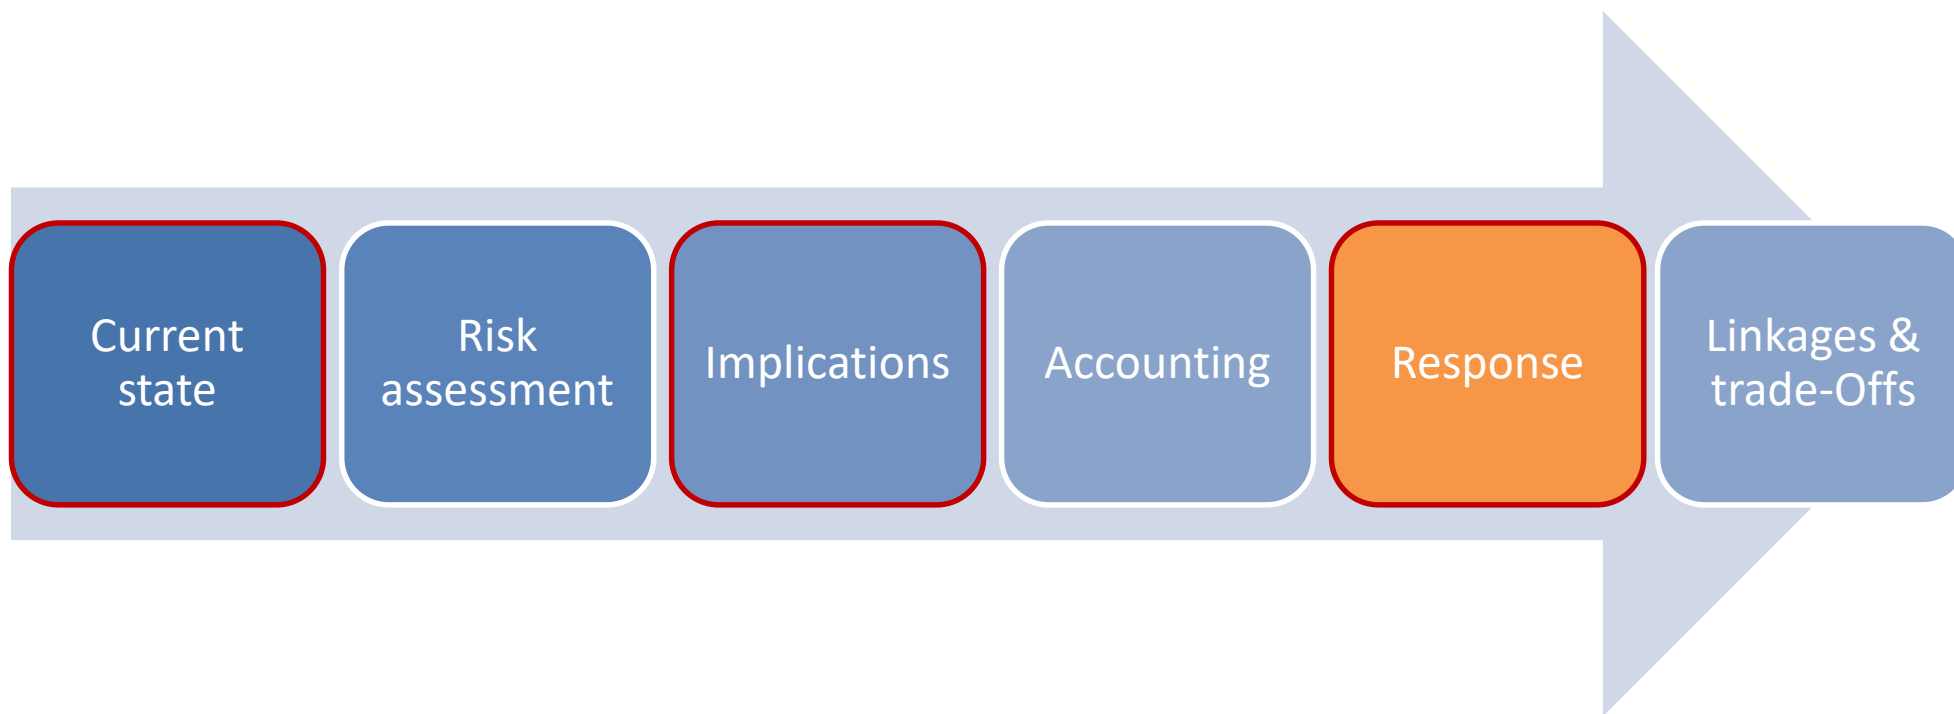 Current
state
Risk
assessment
Implications
Accounting
Response
Linkages &
trade-Offs